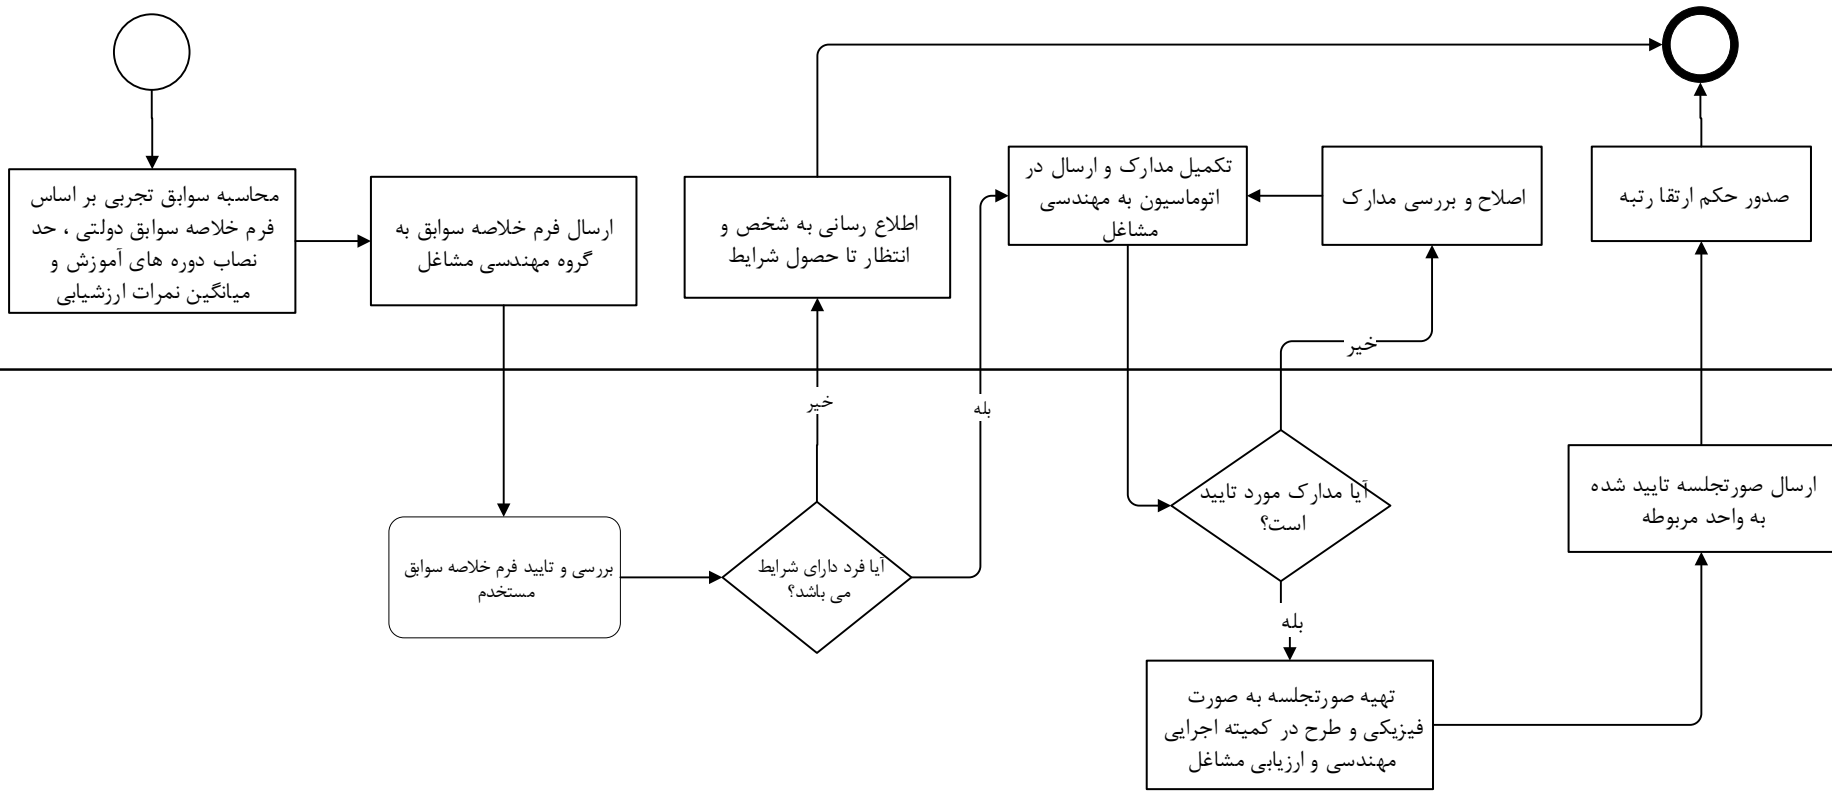 محاسبه سوابق تجربی بر اساس
فرم خلاصه سوابق دولتی ، حد
نصاب دوره های آموزش و
میانگین نمرات ارزشیابی
ارسال فرم خلاصه سوابق به
گروه مهندسی مشاغل
اطلاع رسانی به شخص و
انتظار تا حصول شرایط
تکمیل مدارک و ارسال در
اتوماسیون به مهندسی
مشاغل
اصلاح و بررسی مدارک
صدور حکم ارتقا رتبه
خیر
خیر
بله
بررسی و تایید فرم خلاصه سوابق
مستخدم
آیا فرد دارای شرایط
می باشد؟
آیا مدارک مورد تایید
است؟
ارسال صورتجلسه تایید شده
به واحد مربوطه
بله
تهیه صورتجلسه به صورت
فیزیکی و طرح در کمیته اجرایی
مهندسی و ارزیابی مشاغل